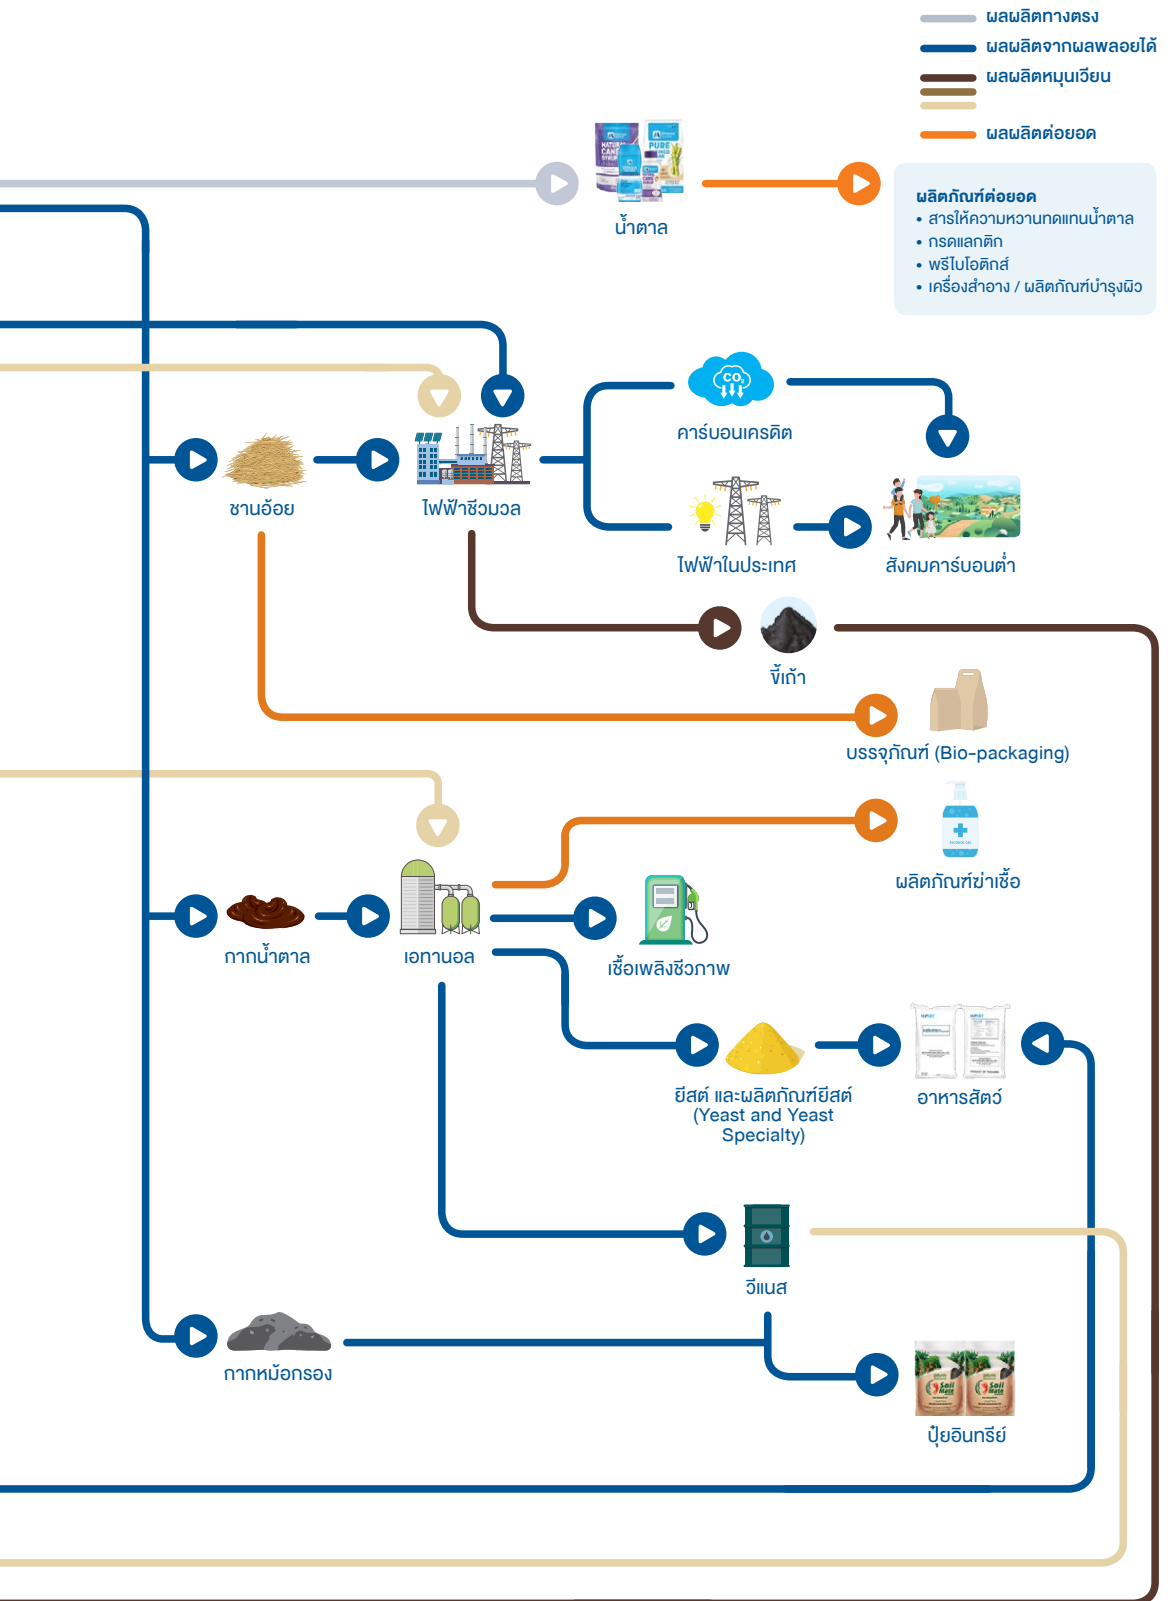 ผลผลิตทางตรง
ผลผลิตจากผลพลอยได้
ผลผลิตหมุนเวียน
ผลผลิตต่อยอด
น้ำตาล
ผลิตภัณฑ์ต่อยอด
• สารให้ความหวานทดแทนน้ำตาล
• กรดแลกติก
• พรีไบโอติกส์
• เครื่องสำอาง / ผลิตภัณฑ์บำรุงผิว
CO₂
คาร์บอนเครดิต
ชานอ้อย
ไฟฟ้าชีวมวล
ไฟฟ้าในประเทศ
สังคมคาร์บอนต่ำ
ขี้เถ้า
บรรจุภัณฑ์ (Bio-packaging)
ผลิตภัณฑ์ฆ่าเชื้อ
กากน้ำตาล
เอทานอล
เชื้อเพลิงชีวภาพ
ยีสต์ และผลิตภัณฑ์ยีสต์
(Yeast and Yeast
Specialty)
อาหารสัตว์
วีแนส
กากหม้อกรอง
Soil
Mate
Soil
Mate
ปุ๋ยอินทรีย์